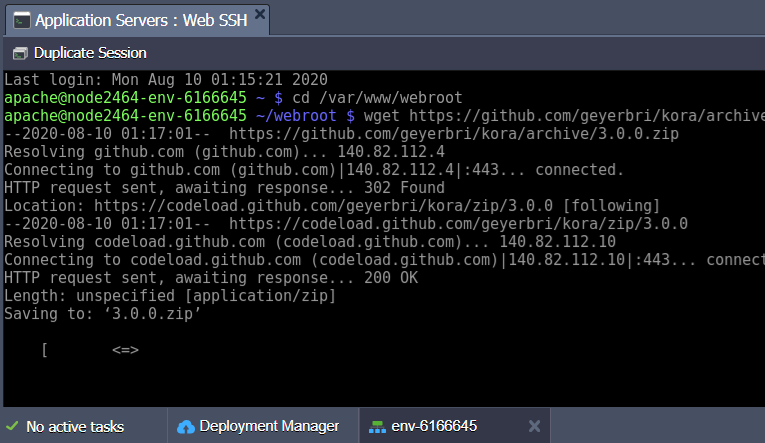 Application Servers : Web SSH
Duplicate Session
Last login: Mon Aug 10 01:15:21 2020
apache@node2464-env-6166645 ~ $ cd /var/www/webroot
apache@node2464-env-6166645 ~/webroot $ wget https://github.com/geyerbri/kora/archive
--2020-08-10 01:17:01--  https://github.com/geyerbri/kora/archive/3.0.0.zip
Resolving github.com (github.com)... 140.82.112.4
Connecting to github.com (github.com)|140.82.112.4|:443... connected.
HTTP request sent, awaiting response... 302 Found
Location: https://codeload.github.com/geyerbri/kora/zip/3.0.0 [following]
--2020-08-10 01:17:01--  https://codeload.github.com/geyerbri/kora/zip/3.0.0
Resolving codeload.github.com (codeload.github.com)... 140.82.112.10
Connecting to codeload.github.com (codeload.github.com)|140.82.112.10|:443... connect
HTTP request sent, awaiting response... 200 OK
Length: unspecified [application/zip]
Saving to: ‘3.0.0.zip’
[       <=>
No active tasks
Deployment Manager
env-6166645